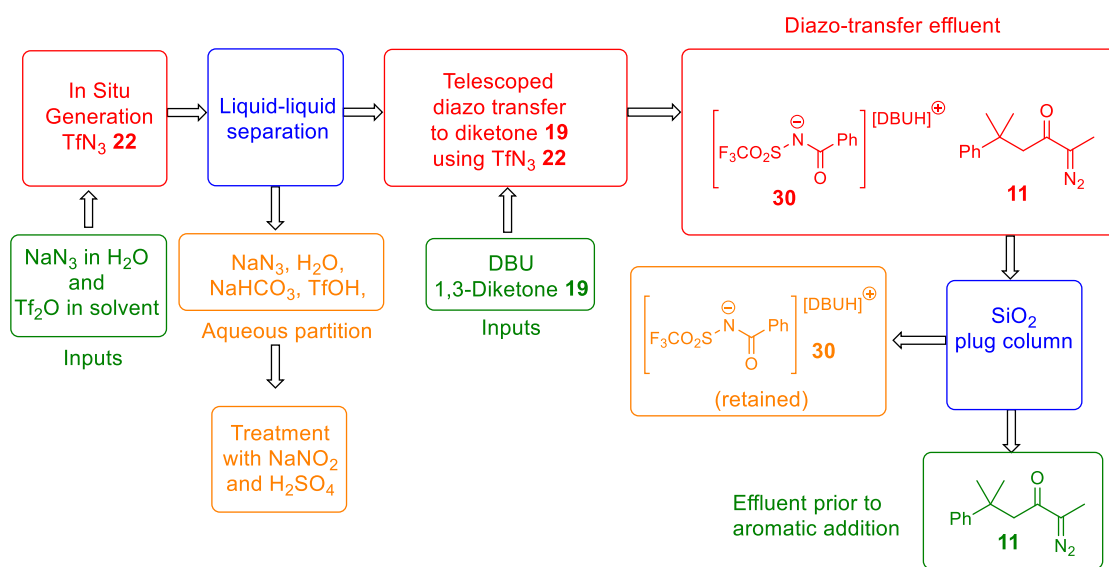 Diazo-transfer effluent
In Situ
Generation
TfN₃ 22
Liquid-liquid
separation
Telescoped
diazo transfer
to diketone 19
using TfN₃ 22
⊖
N
F₃CO₂S
Ph
O
[DBUH]⊕
30
Ph
O
N₂
11
NaN₃ in H₂O
and
Tf₂O in solvent
Inputs
NaN₃, H₂O,
NaHCO₃, TfOH,
Aqueous partition
DBU
1,3-Diketone 19
Inputs
⊖
N
F₃CO₂S
Ph
O
[DBUH]⊕
30
(retained)
SiO₂
plug column
Treatment
with NaNO₂
and H₂SO₄
Effluent prior to
aromatic addition
Ph
O
N₂
11